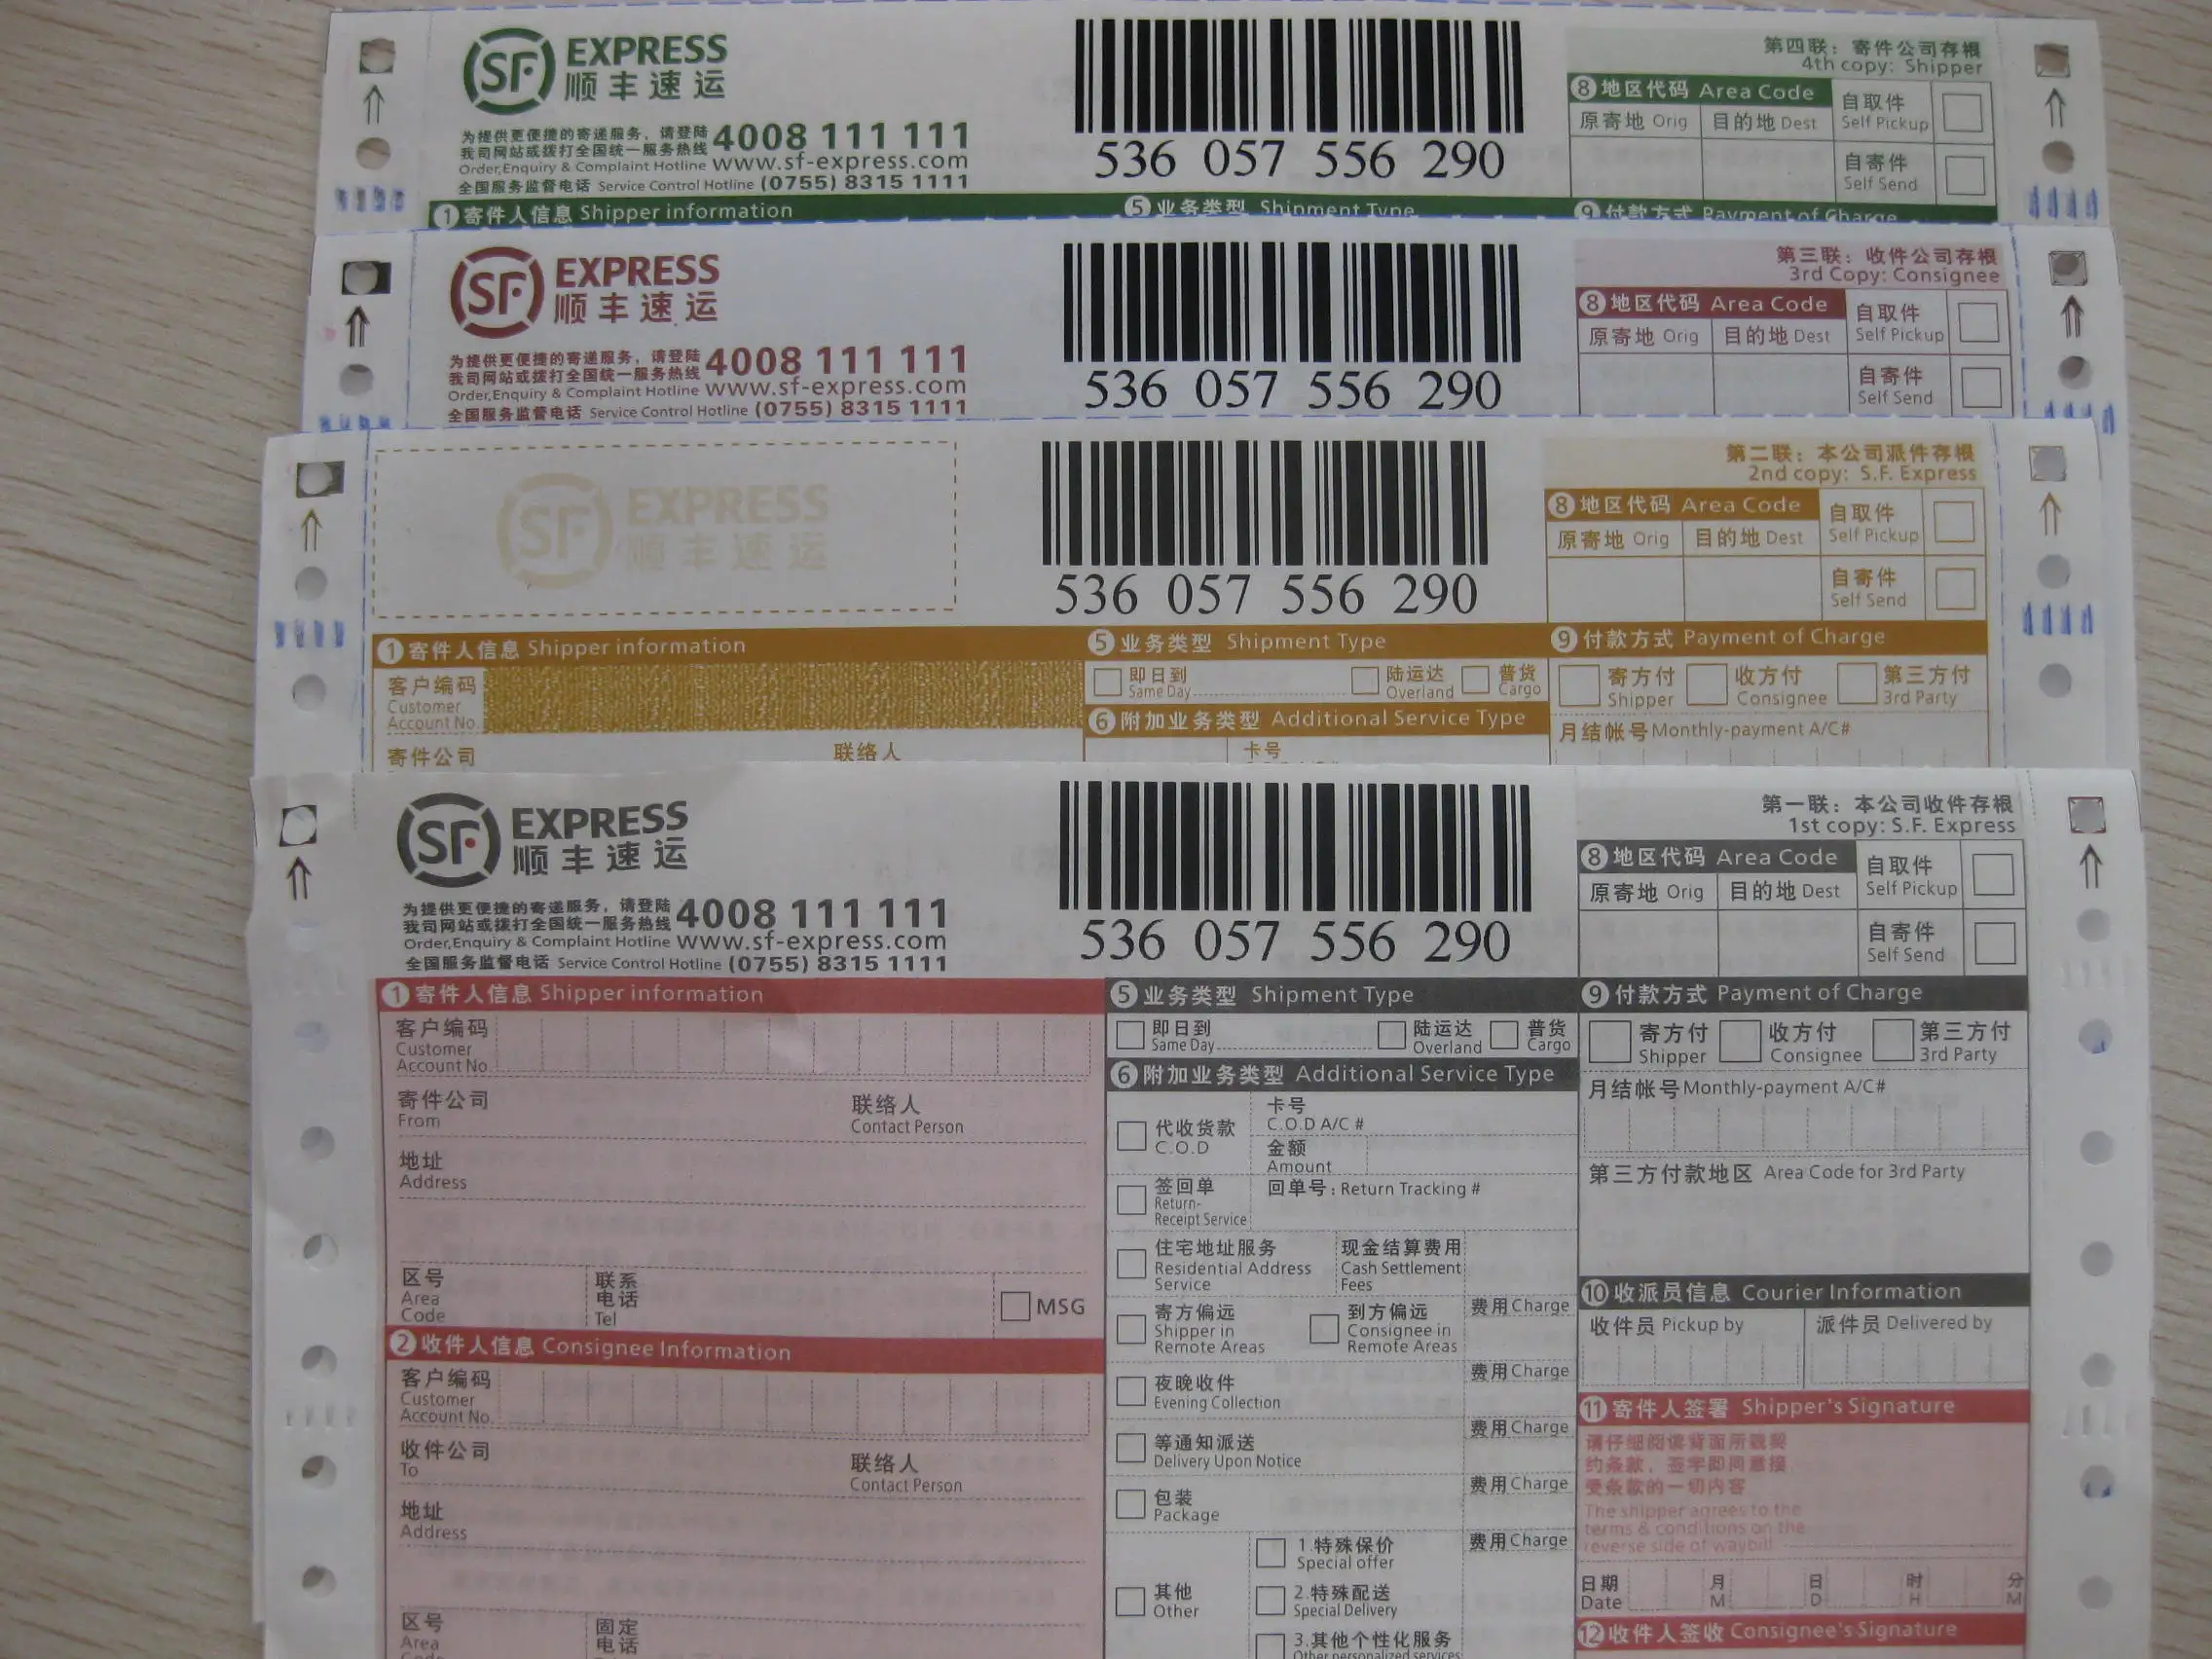 SF EXPRESS
顺丰速运
为提供更便捷的寄递服务，请登陆
我司网站或拨打全国统一服务热线
4008 111 111
Order,Enquiry & Complaint Hotline www.sf-express.com
全国服务监督电话 Service Control Hotline (0755) 8315 1111
536 057 556 290
第四联：寄件公司存根
4th copy: Shipper
8 地区代码 Area Code
原寄地 Orig 目的地 Dest
自取件
Self Pickup
自寄件
Self Send
1 寄件人信息 Shipper information
5 业务类型 Shipment Type
9 付款方式 Payment of Charge
SF EXPRESS
顺丰速运
为提供更便捷的寄递服务，请登陆
我司网站或拨打全国统一服务热线
4008 111 111
Order,Enquiry & Complaint Hotline www.sf-express.com
全国服务监督电话 Service Control Hotline (0755) 8315 1111
536 057 556 290
第三联：收件公司存根
3rd Copy: Consignee
8 地区代码 Area Code
原寄地 Orig 目的地 Dest
自取件
Self Pickup
自寄件
Self Send
SF EXPRESS
顺丰速运
536 057 556 290
第二联：本公司派件存根
2nd copy: S.F. Express
8 地区代码 Area Code
原寄地 Orig 目的地 Dest
自取件
Self Pickup
自寄件
Self Send
1 寄件人信息 Shipper information
客户编码
Customer
Account No.
寄件公司 联络人
5 业务类型 Shipment Type
即日到 陆运达 普货
Same Day Overland Cargo
6 附加业务类型 Additional Service Type
卡号
9 付款方式 Payment of Charge
寄方付 收方付 第三方付
Shipper Consignee 3rd Party
月结帐号 Monthly-payment A/C#
SF EXPRESS
顺丰速运
为提供更便捷的寄递服务，请登陆
我司网站或拨打全国统一服务热线
4008 111 111
Order,Enquiry & Complaint Hotline www.sf-express.com
全国服务监督电话 Service Control Hotline (0755) 8315 1111
536 057 556 290
第一联：本公司收件存根
1st copy: S.F. Express
8 地区代码 Area Code
原寄地 Orig 目的地 Dest
自取件
Self Pickup
自寄件
Self Send
1 寄件人信息 Shipper information
客户编码
Customer
Account No.
寄件公司 联络人
From Contact Person
地址
Address
区号
Area
Code
联系
电话
Tel
MSG
2 收件人信息 Consignee Information
客户编码
Customer
Account No.
收件公司 联络人
To Contact Person
地址
Address
区号
Area
固定
电话
5 业务类型 Shipment Type
即日到 陆运达 普货
Same Day Overland Cargo
6 附加业务类型 Additional Service Type
代收货款
C.O.D
卡号
C.O.D A/C #
金额
Amount
签回单
Return-
Receipt Service
回单号：Return Tracking #
住宅地址服务
Residential Address
Service
现金结算费用
Cash Settlement
Fees
寄方偏远
Shipper in
Remote Areas
到方偏远
Consignee in
Remote Areas
费用 Charge
夜晚收件
Evening Collection
费用 Charge
等通知派送
Delivery Upon Notice
费用 Charge
包装
Package
费用 Charge
其他
Other
1.特殊保价
Special offer
费用 Charge
2.特殊配送
Special Delivery
3.其他个性化服务
Other personalized services
9 付款方式 Payment of Charge
寄方付 收方付 第三方付
Shipper Consignee 3rd Party
月结帐号 Monthly-payment A/C#
第三方付款地区 Area Code for 3rd Party
10 收派员信息 Courier Information
收件员 Pickup by 派件员 Delivered by
11 寄件人签署 Shipper's Signature
请仔细阅读背面所载契
约条款，签字即同意接
受条款的一切内容
The shipper agrees to the
terms & conditions on the
reverse side of waybill
日期 月 日 时 分
Date M D H M
12 收件人签收 Consignee's Signature